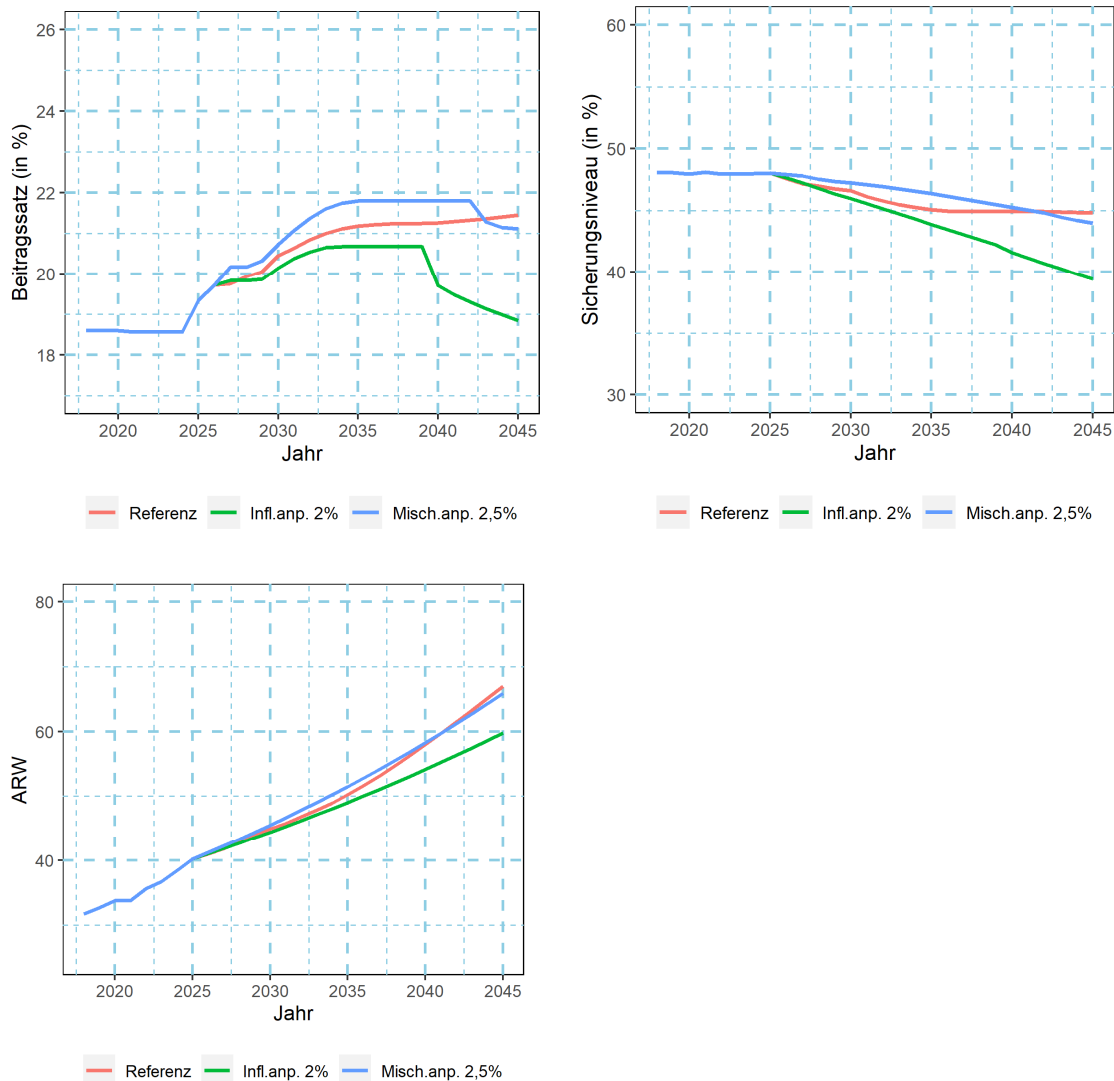 Beitragssatz (in %)
26
24
22
20
18
2020 2025 2030 2035 2040 2045
Jahr
Referenz Infl.anp. 2% Misch.anp. 2,5%
Sicherungsniveau (in %)
60
50
40
30
2020 2025 2030 2035 2040 2045
Jahr
Referenz Infl.anp. 2% Misch.anp. 2,5%
ARW
80
60
40
2020 2025 2030 2035 2040 2045
Jahr
Referenz Infl.anp. 2% Misch.anp. 2,5%